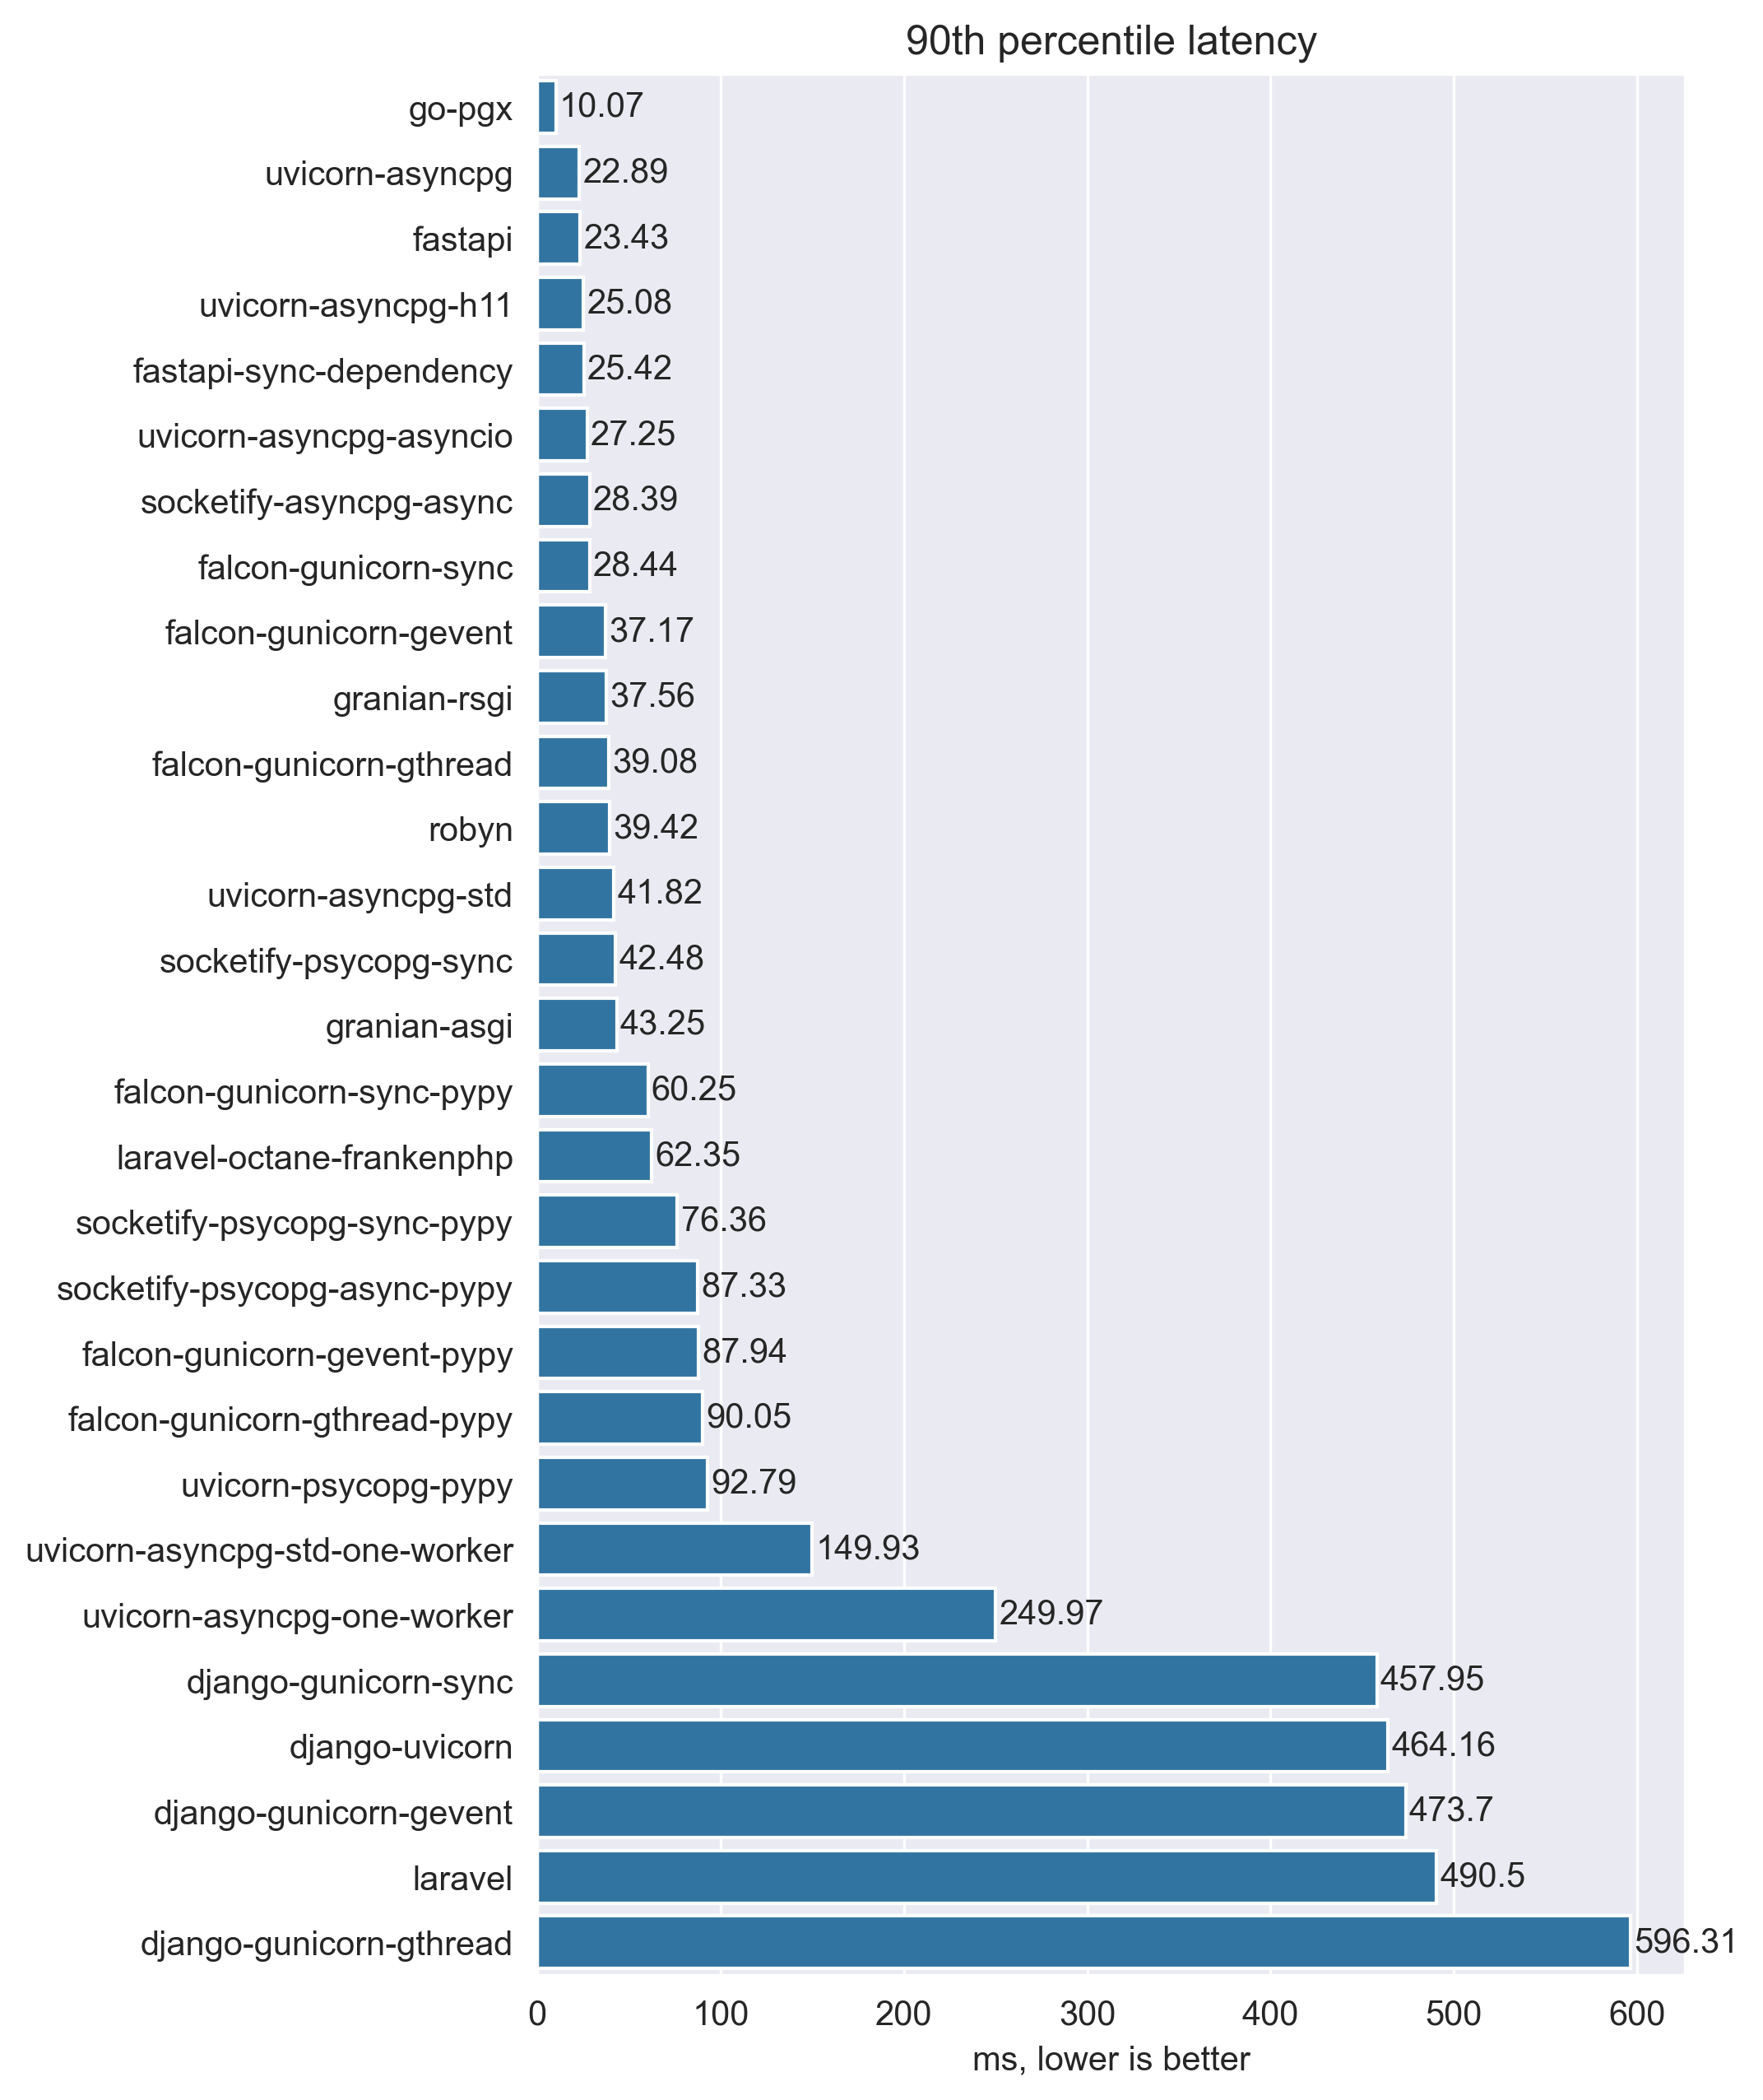 90th percentile latency
go-pgx 10.07
uvicorn-asyncpg 22.89
fastapi 23.43
uvicorn-asyncpg-h11 25.08
fastapi-sync-dependency 25.42
uvicorn-asyncpg-asyncio 27.25
socketify-asyncpg-async 28.39
falcon-gunicorn-sync 28.44
falcon-gunicorn-gevent 37.17
granian-rsgi 37.56
falcon-gunicorn-gthread 39.08
robyn 39.42
uvicorn-asyncpg-std 41.82
socketify-psycopg-sync 42.48
granian-asgi 43.25
falcon-gunicorn-sync-pypy 60.25
laravel-octane-frankenphp 62.35
socketify-psycopg-sync-pypy 76.36
socketify-psycopg-async-pypy 87.33
falcon-gunicorn-gevent-pypy 87.94
falcon-gunicorn-gthread-pypy 90.05
uvicorn-psycopg-pypy 92.79
uvicorn-asyncpg-std-one-worker 149.93
uvicorn-asyncpg-one-worker 249.97
django-gunicorn-sync 457.95
django-uvicorn 464.16
django-gunicorn-gevent 473.7
laravel 490.5
django-gunicorn-gthread 596.31
0 100 200 300 400 500 600
ms, lower is better